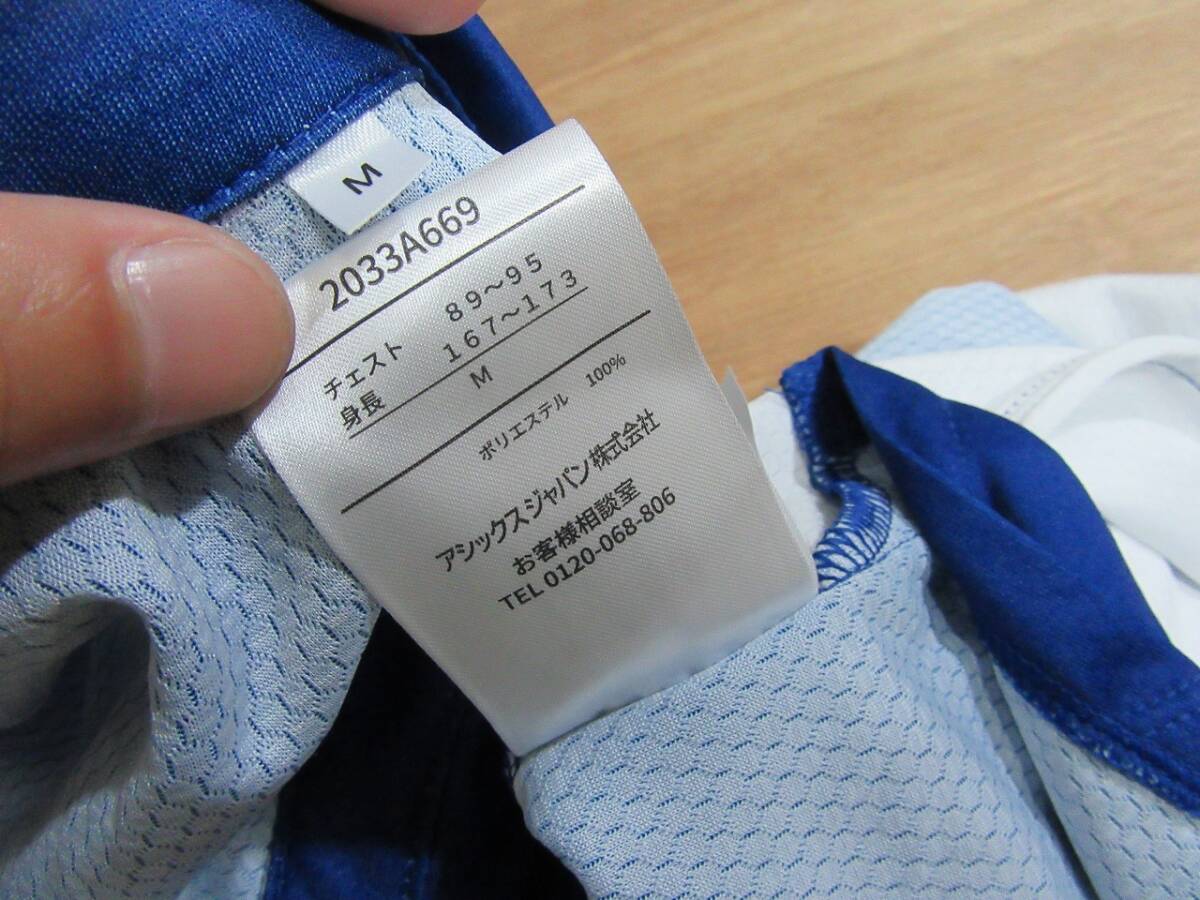 M
2033A669
チェスト 89～95
身長 167～173
M
ポリエステル 100%
アシックスジャパン株式会社
お客様相談室
TEL 0120-068-806